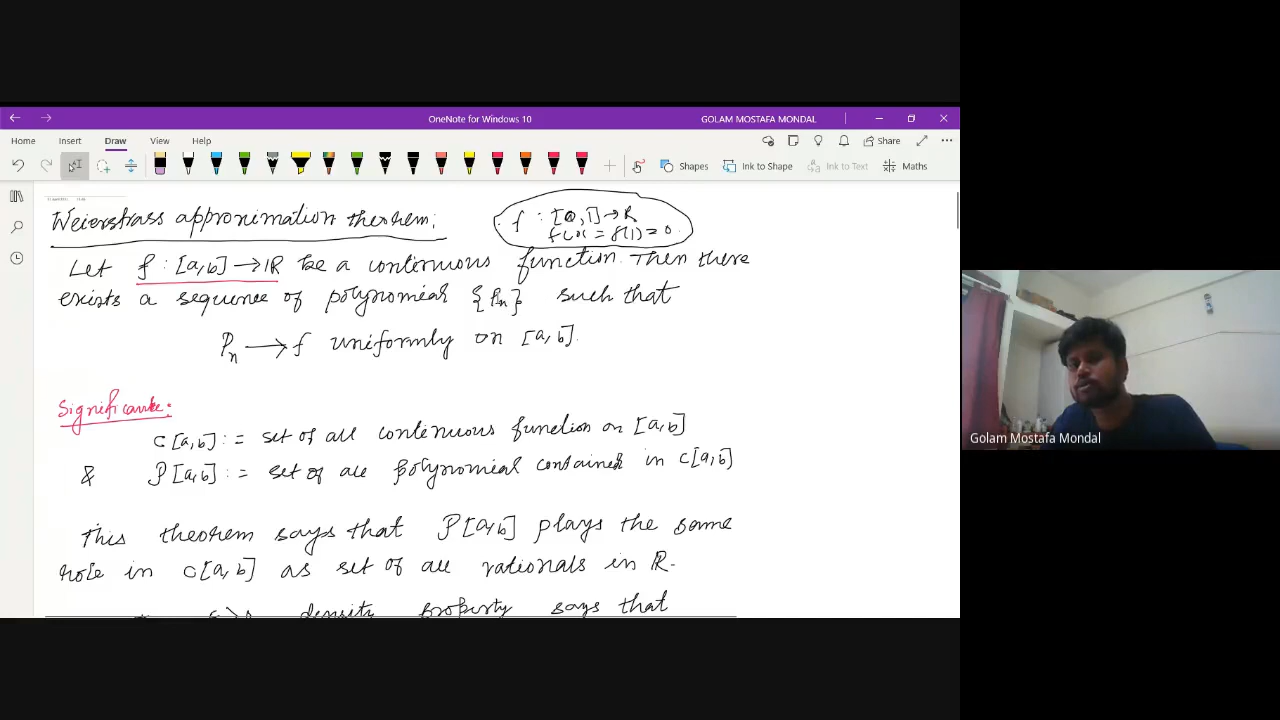 OneNote for Windows 10
GOLAM MOSTAFA MONDAL
Home Insert Draw View Help
Share
Shapes Ink to Shape Ink to Text Maths
Weierstrass approximation theorem:
f : [0,1] → R
f(0) = f(1) = 0.
Let f : [a,b] → ℝ be a continuous function. Then there
exists a sequence of polynomial {Pn} such that
Pn → f uniformly on [a,b].
Significance:
C[a,b] := set of all continuous function on [a,b]
& P[a,b] := set of all polynomial contained in C[a,b]
This theorem says that P[a,b] plays the same
role in C[a,b] as set of all rationals in ℝ.
density property says that
Golam Mostafa Mondal